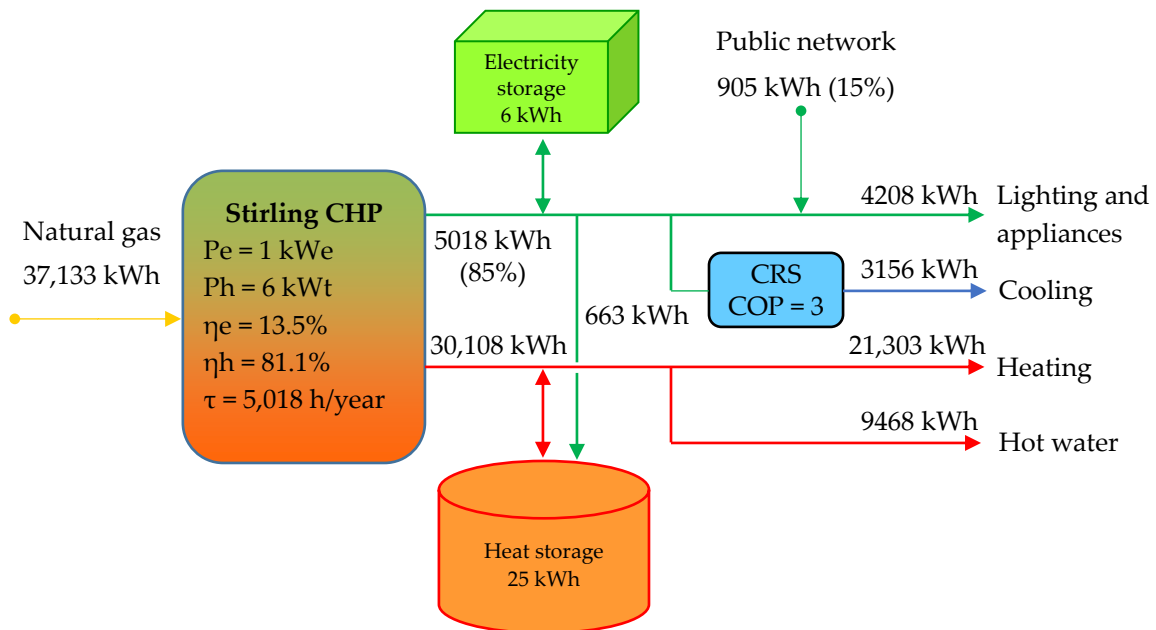 Electricity
storage
6 kWh
Public network
905 kWh (15%)
Natural gas
37,133 kWh
Stirling CHP
Pe = 1 kWe
Ph = 6 kWt
ηe = 13.5%
ηh = 81.1%
τ = 5,018 h/year
5018 kWh
(85%)
4208 kWh
Lighting and
appliances
CRS
COP = 3
3156 kWh
Cooling
663 kWh
30,108 kWh
21,303 kWh
Heating
9468 kWh
Hot water
Heat storage
25 kWh